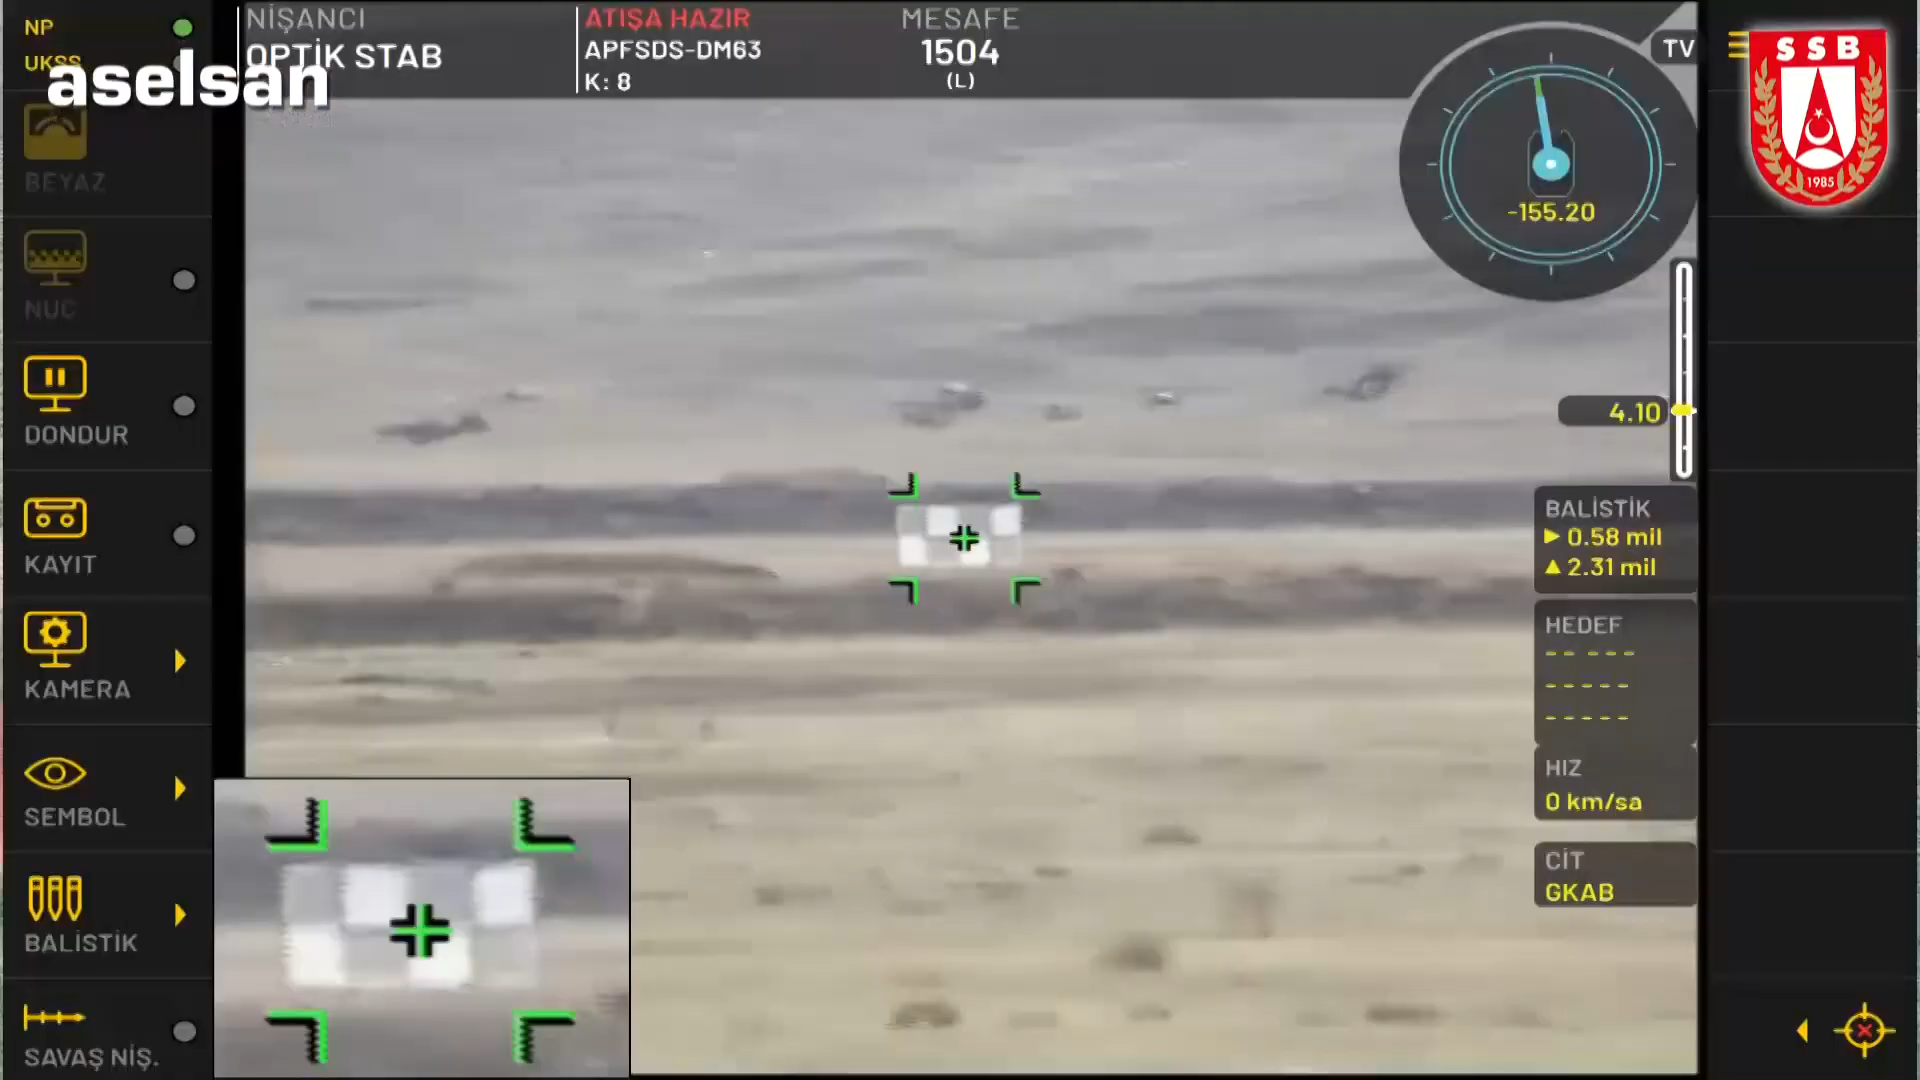 NP
UKSS
aselsan
BEYAZ
NUC
DONDUR
KAYIT
KAMERA
SEMBOL
BALİSTİK
SAVAŞ NİŞ.
NİŞANCI
OPTİK STAB
ATIŞA HAZIR
APFSDS-DM63
K: 8
MESAFE
1504
(L)
TV
-155.20
4.10
BALİSTİK
0.58 mil
2.31 mil
HEDEF
-- ---
-----
-----
HIZ
0 km/sa
CİT
GKAB
SSB
1985